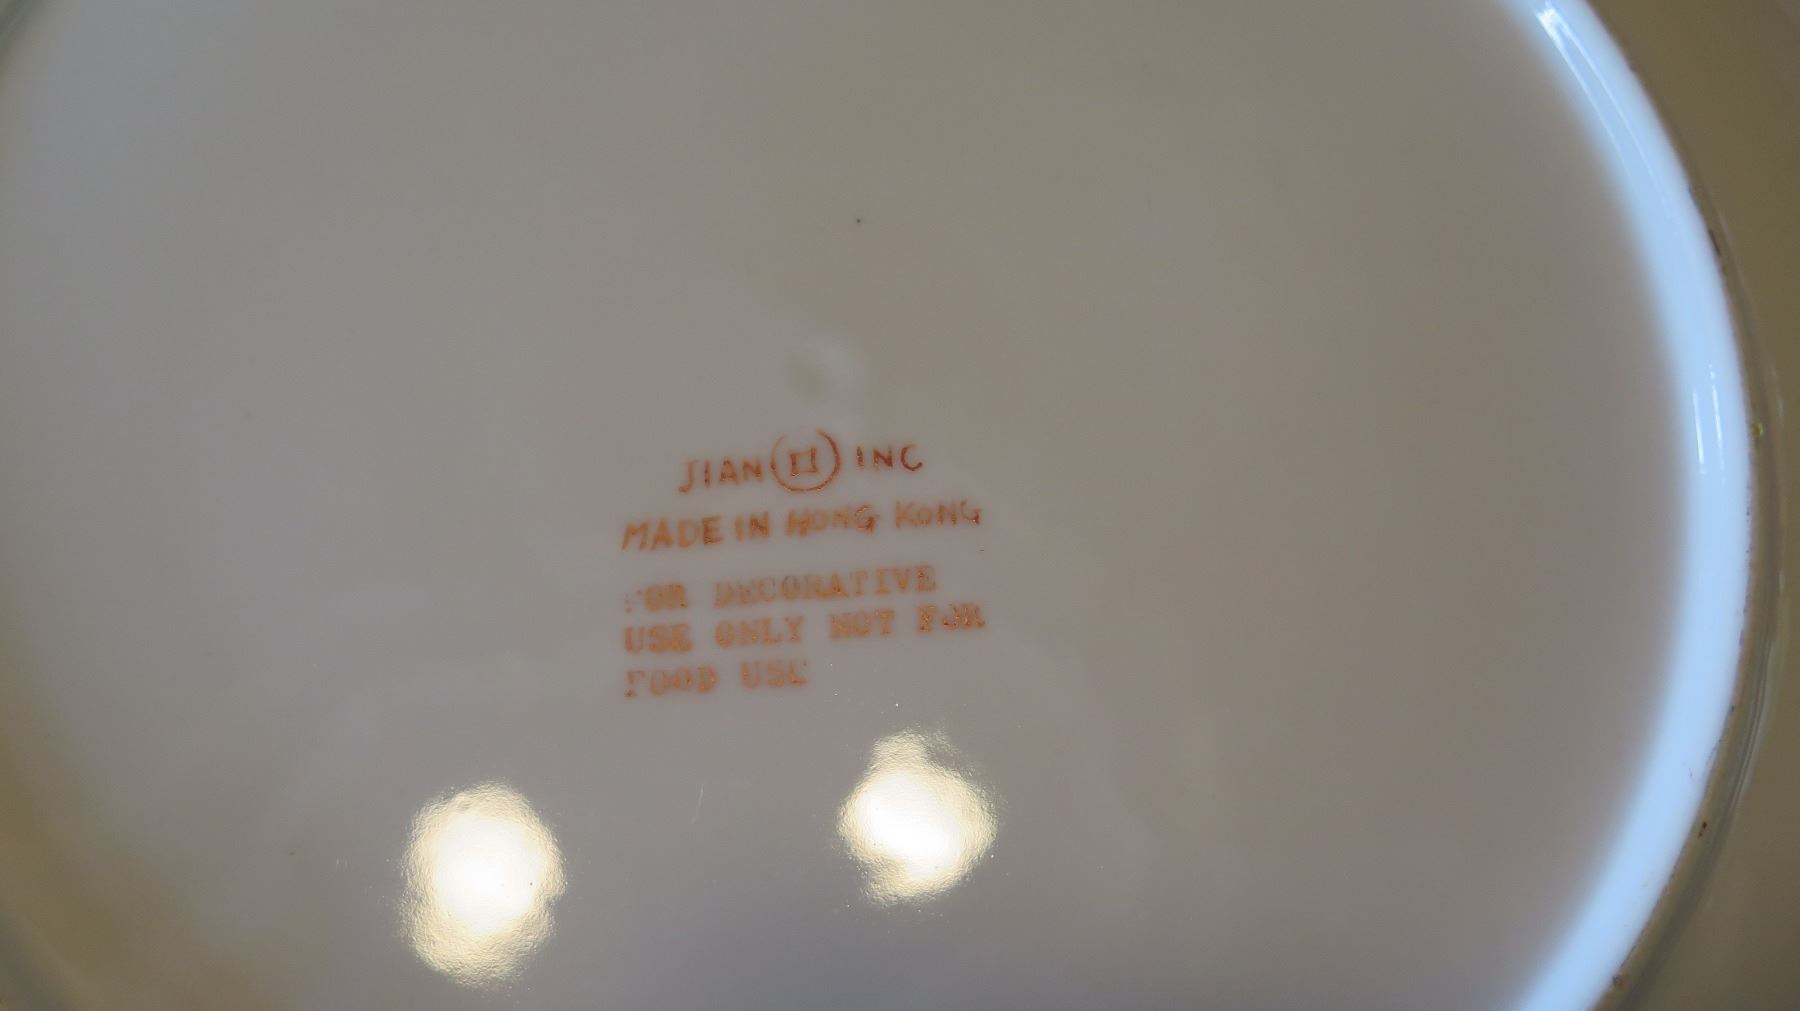 JIAN INC
MADE IN HONG KONG
FOR DECORATIVE
USE ONLY NOT FOR
FOOD USE